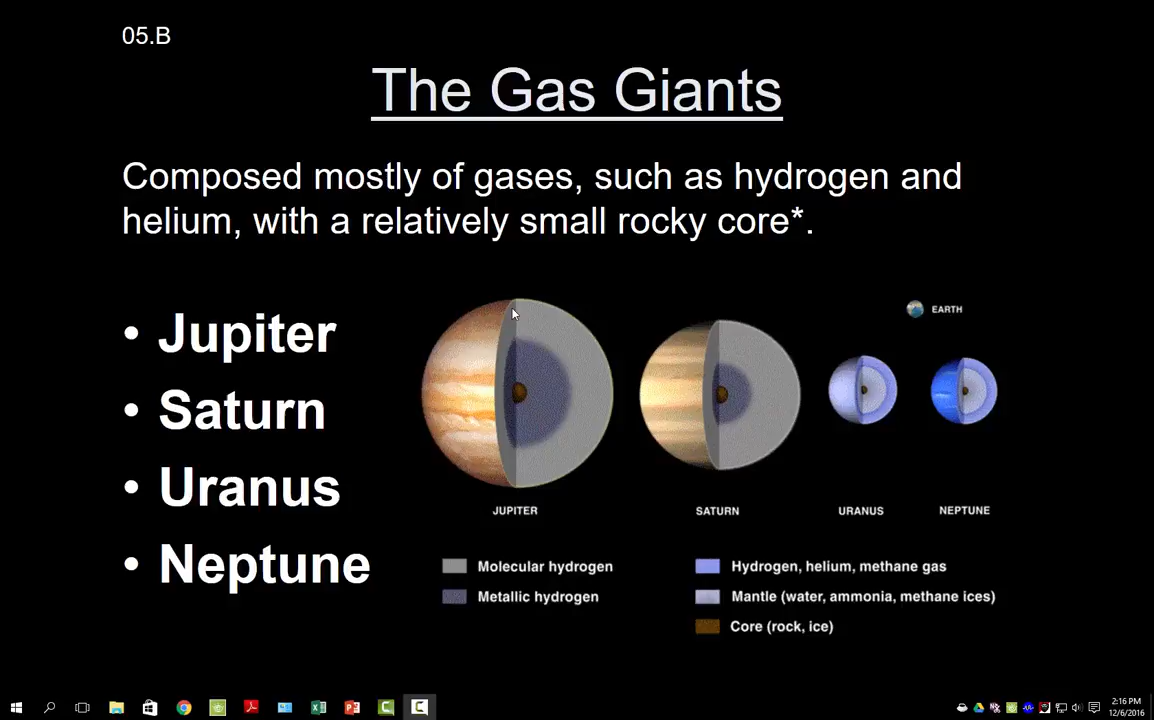 05.B
The Gas Giants
Composed mostly of gases, such as hydrogen and
helium, with a relatively small rocky core*.
• Jupiter
• Saturn
• Uranus
• Neptune
EARTH
JUPITER
SATURN
URANUS
NEPTUNE
Molecular hydrogen
Metallic hydrogen
Hydrogen, helium, methane gas
Mantle (water, ammonia, methane ices)
Core (rock, ice)
2:16 PM
12/6/2016